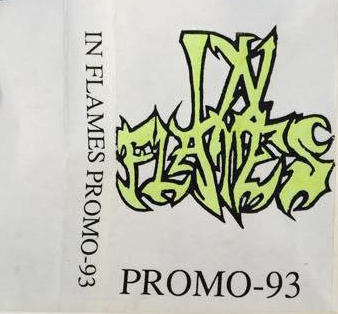 IN FLAMES PROMO-93
IN
FLAMES
PROMO-93